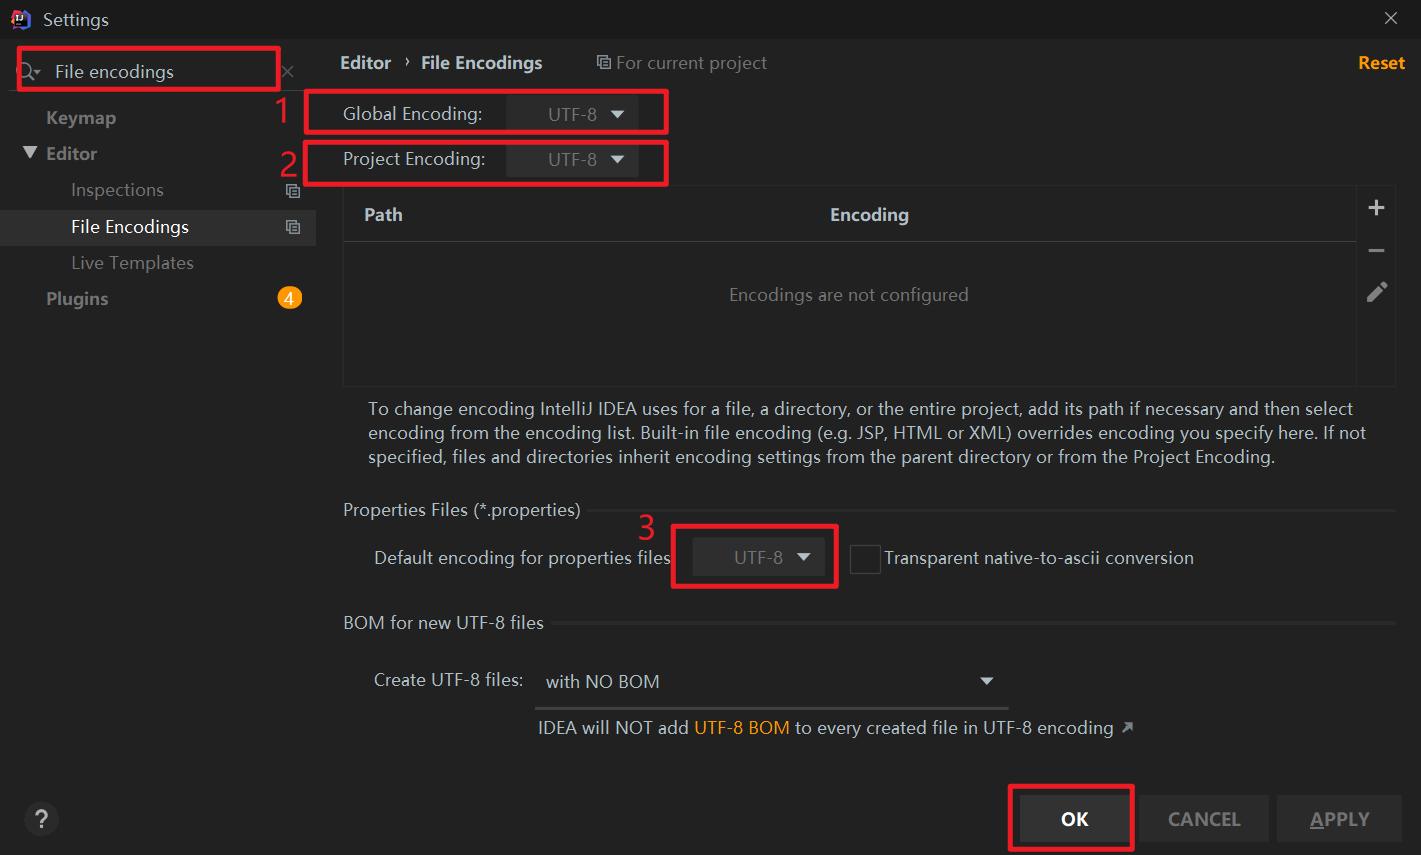 Settings
File encodings
Editor › File Encodings
For current project
Reset
1
Global Encoding:
UTF-8
2
Project Encoding:
UTF-8
Keymap
Editor
Inspections
File Encodings
Live Templates
Plugins
4
Path
Encoding
Encodings are not configured
To change encoding IntelliJ IDEA uses for a file, a directory, or the entire project, add its path if necessary and then select
encoding from the encoding list. Built-in file encoding (e.g. JSP, HTML or XML) overrides encoding you specify here. If not
specified, files and directories inherit encoding settings from the parent directory or from the Project Encoding.
Properties Files (*.properties)
3
Default encoding for properties files
UTF-8
Transparent native-to-ascii conversion
BOM for new UTF-8 files
Create UTF-8 files:
with NO BOM
IDEA will NOT add UTF-8 BOM to every created file in UTF-8 encoding ↗
?
OK
CANCEL
APPLY